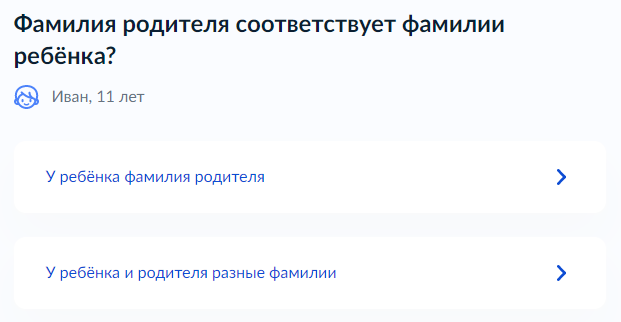 Фамилия родителя соответствует фамилии
ребёнка?
Иван, 11 лет
У ребёнка фамилия родителя
У ребёнка и родителя разные фамилии